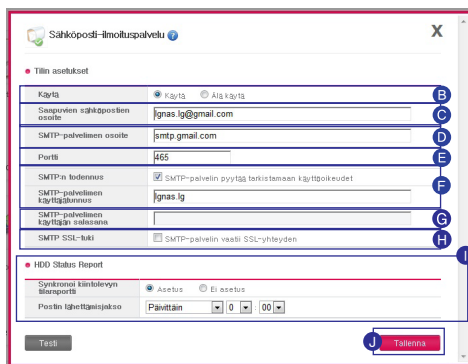 Sähköposti-ilmoituspalvelu ?
X
Tilin asetukset
Käytä
Käytä
Älä käytä
B
Saapuvien sähköpostien osoite
lgnas.lg@gmail.com
C
SMTP-palvelimen osoite
smtp.gmail.com
D
Portti
465
E
SMTP:n todennus
SMTP-palvelin pyytää tarkistamaan käyttöoikeudet
F
SMTP-palvelimen käyttäjätunnus
lgnas.lg
SMTP-palvelimen käyttäjän salasana
G
SMTP SSL-tuki
SMTP-palvelin vaatii SSL-yhteyden
H
I
HDD Status Report
Synkronoi kiintolevyn tilaraportti
Asetus
Ei asetus
Postin lähettämisjakso
Päivittäin
0
:
00
Testi
J
Tallenna